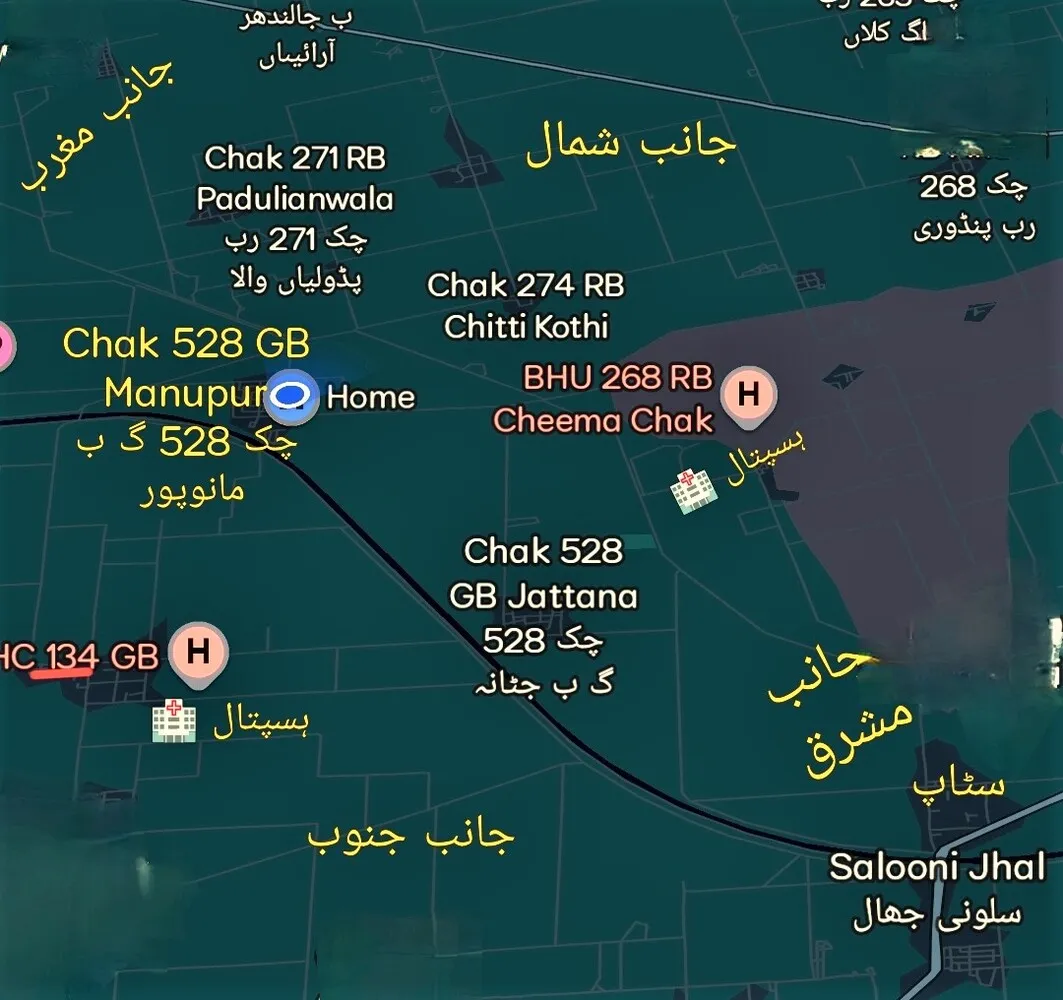 ب جالندھر
آرائیںاں
اگ کلاں
جانب مغرب
جانب شمال
Chak 271 RB
Padulianwala
چک 271 رب
پڈولیاں والا
چک 268
رب پنڈوری
Chak 274 RB
Chitti Kothi
Chak 528 GB
Manupur
چک 528 گ ب
مانوپور
Home
BHU 268 RB
Cheema Chak
H
ہسپتال
Chak 528
GB Jattana
چک 528
گ ب جٹانہ
HC 134 GB
H
ہسپتال
جانب
مشرق
سٹاپ
جانب جنوب
Salooni Jhal
سلونی جھال